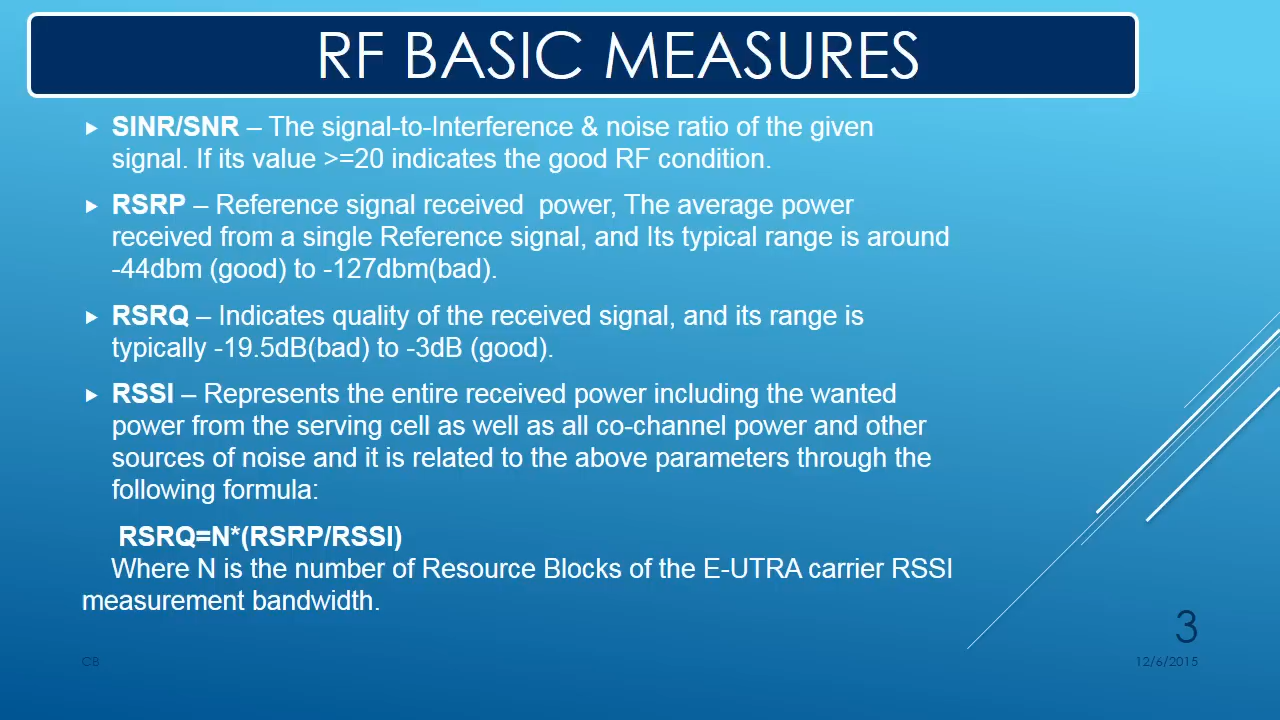 RF BASIC MEASURES
SINR/SNR – The signal-to-Interference & noise ratio of the given
signal. If its value >=20 indicates the good RF condition.
RSRP – Reference signal received  power, The average power
received from a single Reference signal, and Its typical range is around
-44dbm (good) to -127dbm(bad).
RSRQ – Indicates quality of the received signal, and its range is
typically -19.5dB(bad) to -3dB (good).
RSSI – Represents the entire received power including the wanted
power from the serving cell as well as all co-channel power and other
sources of noise and it is related to the above parameters through the
following formula:
RSRQ=N*(RSRP/RSSI)
Where N is the number of Resource Blocks of the E-UTRA carrier RSSI
measurement bandwidth.
3
CB
12/6/2015